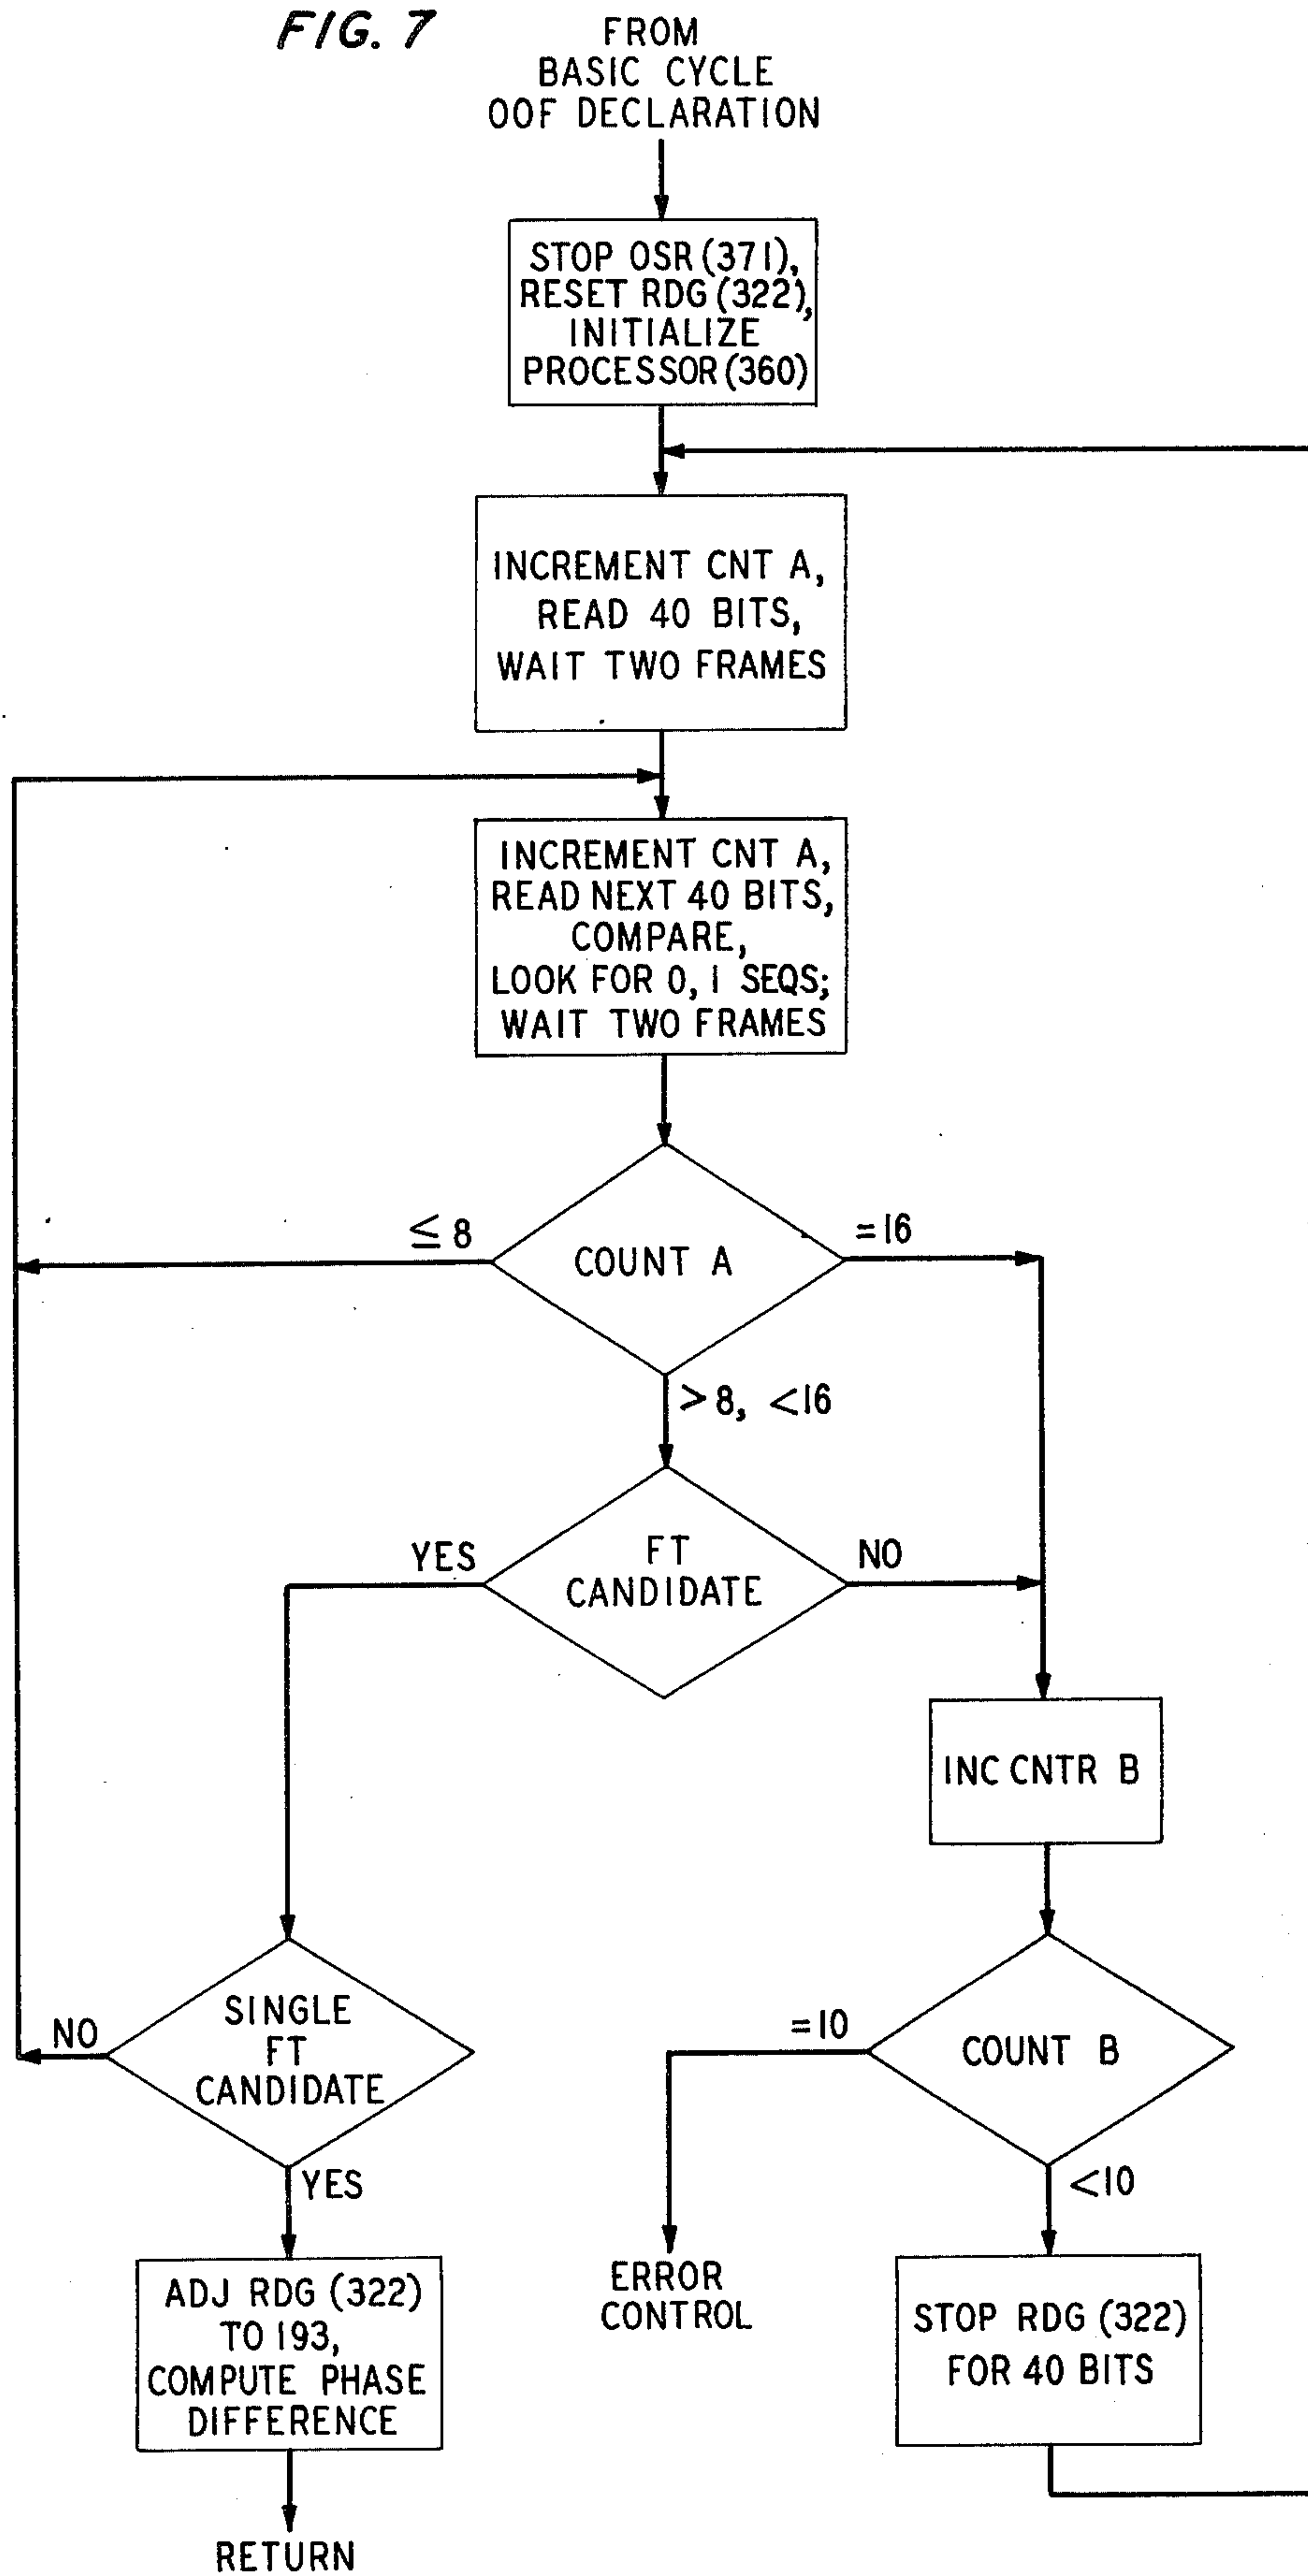 FIG. 7
FROM
BASIC CYCLE
OOF DECLARATION
STOP OSR (371),
RESET RDG (322),
INITIALIZE
PROCESSOR (360)
INCREMENT CNT A,
READ 40 BITS,
WAIT TWO FRAMES
INCREMENT CNT A,
READ NEXT 40 BITS,
COMPARE,
LOOK FOR 0, 1 SEQS;
WAIT TWO FRAMES
≤ 8
COUNT A
=16
>8, <16
YES
FT
CANDIDATE
NO
INC CNTR B
NO
SINGLE
FT
CANDIDATE
YES
=10
COUNT B
<10
ADJ RDG (322)
TO 193,
COMPUTE PHASE
DIFFERENCE
ERROR
CONTROL
STOP RDG (322)
FOR 40 BITS
RETURN